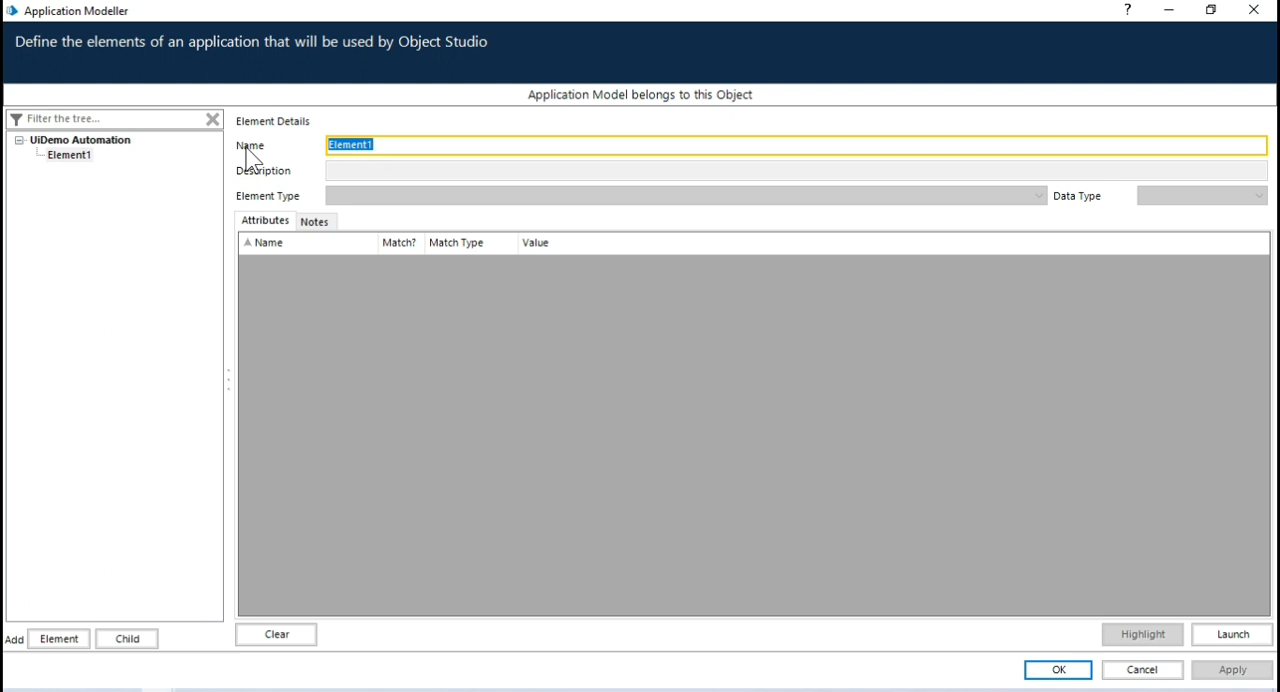 Application Modeller
?
Define the elements of an application that will be used by Object Studio
Application Model belongs to this Object
Filter the tree...
UiDemo Automation
Element1
Element Details
Name Element1
Description
Element Type Data Type
Attributes Notes
Name Match? Match Type Value
Add Element Child
Clear Highlight Launch
OK Cancel Apply